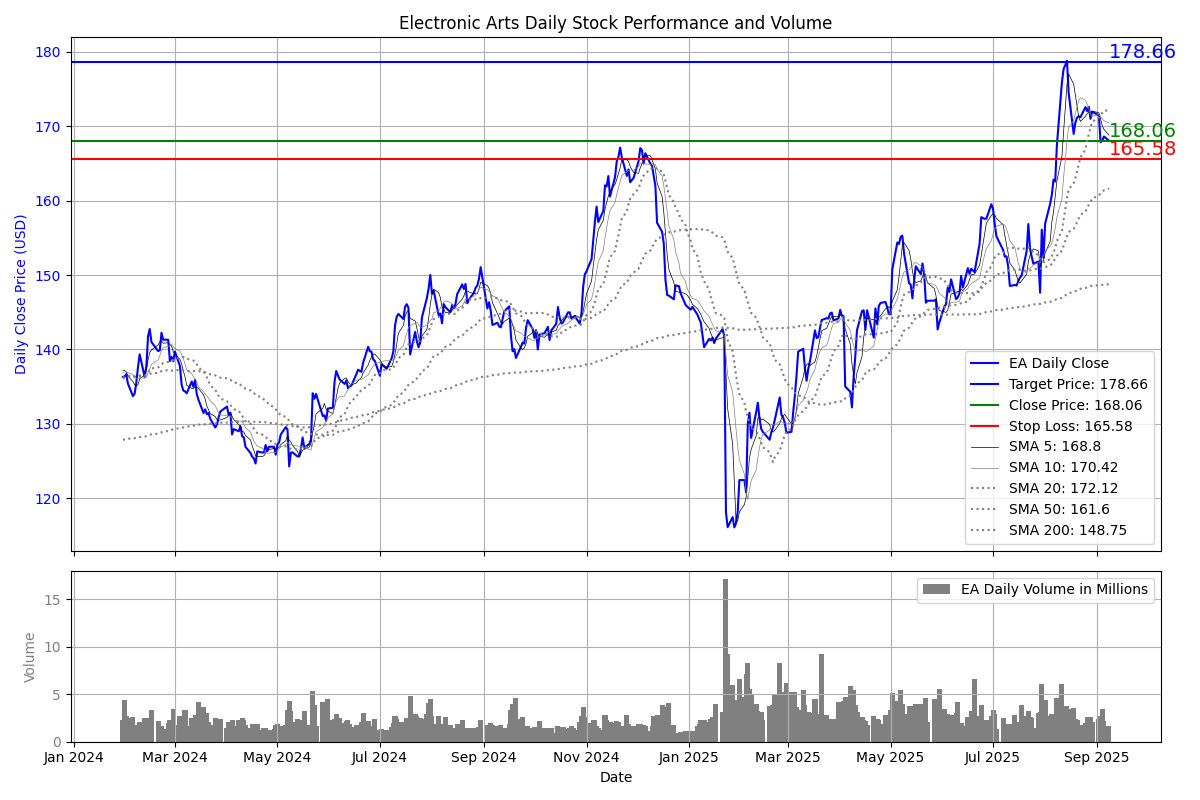 Electronic Arts Daily Stock Performance and Volume
180
170
160
150
140
130
120
Daily Close Price (USD)
178.66
168.06
165.58
EA Daily Close
Target Price: 178.66
Close Price: 168.06
Stop Loss: 165.58
SMA 5: 168.8
SMA 10: 170.42
SMA 20: 172.12
SMA 50: 161.6
SMA 200: 148.75
15
10
5
0
Volume
EA Daily Volume in Millions
Jan 2024 Mar 2024 May 2024 Jul 2024 Sep 2024 Nov 2024 Jan 2025 Mar 2025 May 2025 Jul 2025 Sep 2025
Date